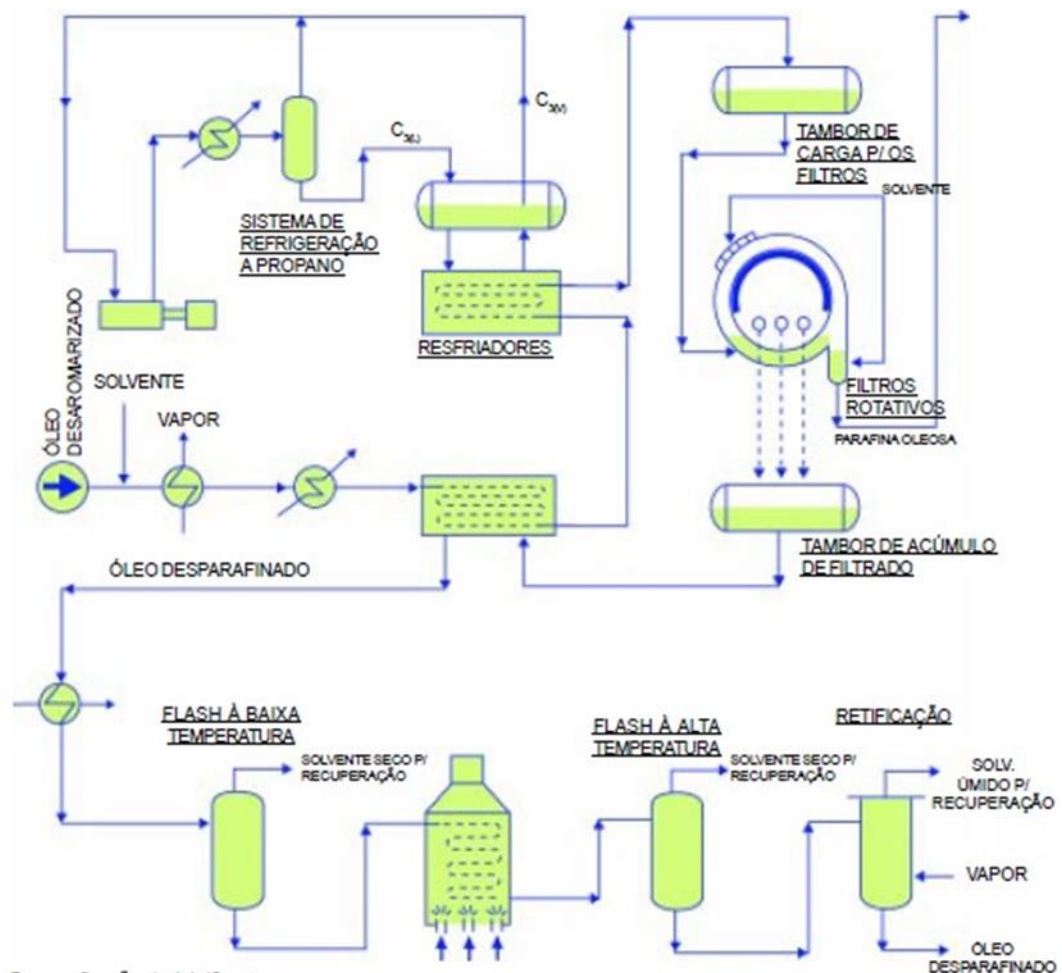 C3(V)
C3(L)
TAMBOR DE
CARGA P/ OS
FILTROS
SOLVENTE
SISTEMA DE
REFRIGERAÇÃO
A PROPANO
RESFRIADORES
FILTROS
ROTATIVOS
PARAFINA OLEOSA
ÓLEO
DESAROMARIZADO
SOLVENTE
VAPOR
TAMBOR DE ACÚMULO
DE FILTRADO
ÓLEO DESPARAFINADO
FLASH À BAIXA
TEMPERATURA
SOLVENTE SECO P/
RECUPERAÇÃO
FLASH À ALTA
TEMPERATURA
SOLVENTE SECO P/
RECUPERAÇÃO
RETIFICAÇÃO
SOLV.
ÚMIDO P/
RECUPERAÇÃO
VAPOR
ÓLEO
DESPARAFINADO